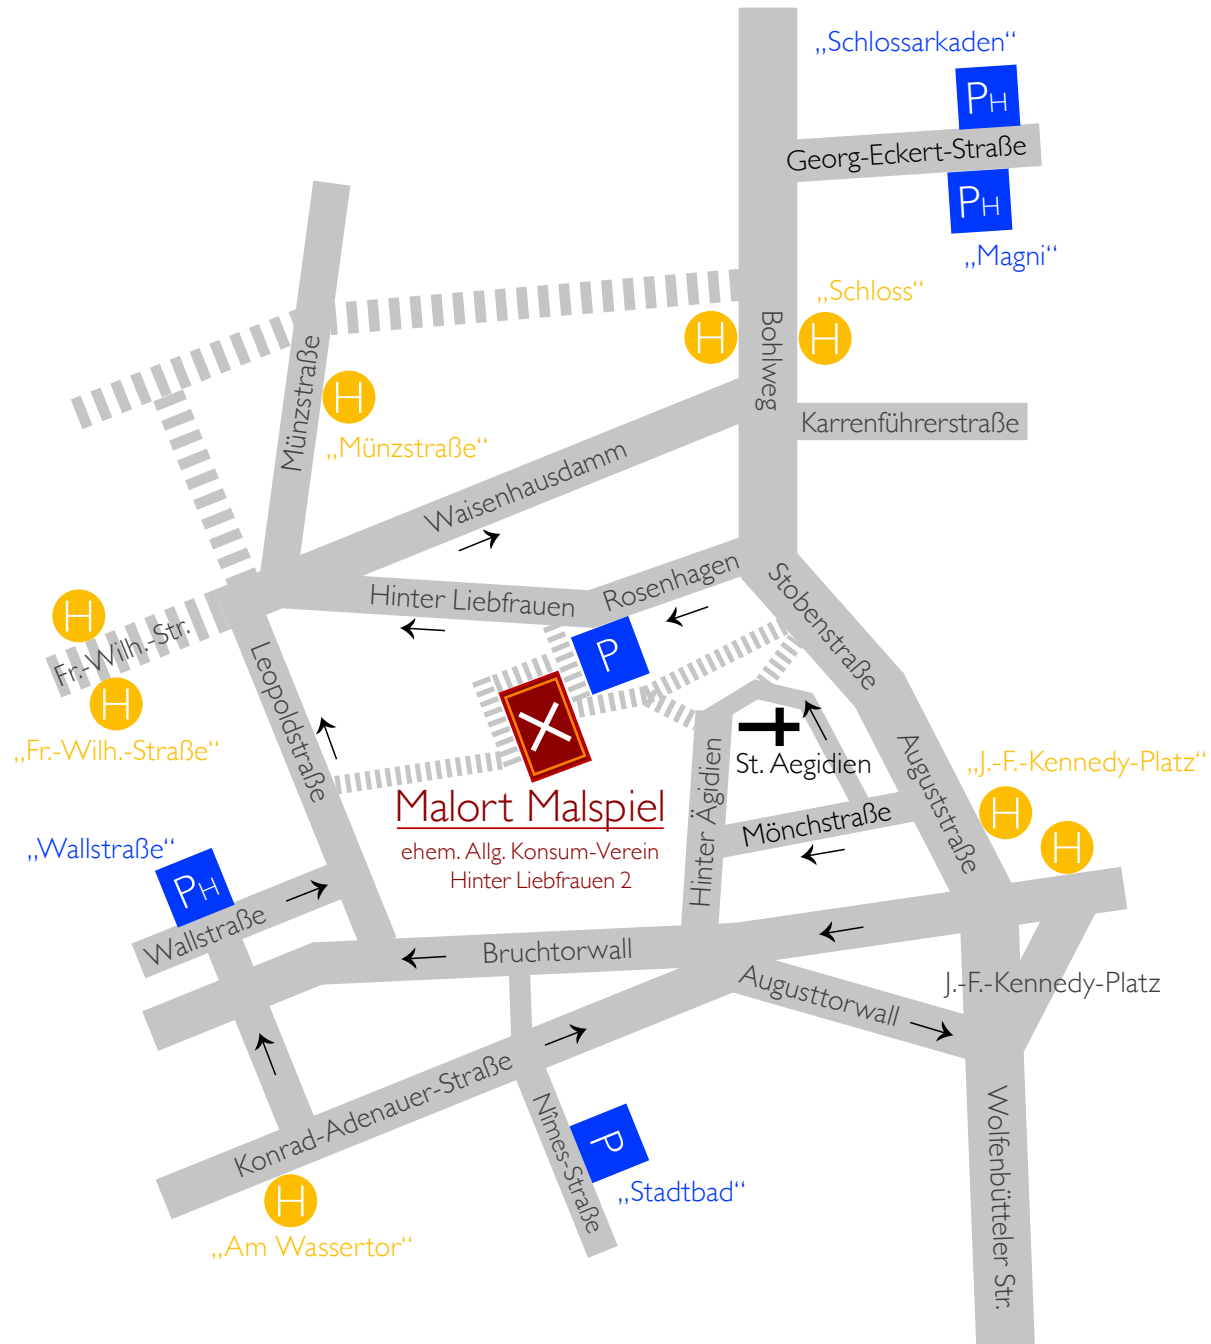 „Schlossarkaden“
PH
Georg-Eckert-Straße
PH
„Magni“
„Schloss“
H
H
Bohlweg
Münzstraße
H
„Münzstraße“
Karrenführerstraße
Waisenhausdamm
Hinter Liebfrauen
Rosenhagen
Stobenstraße
H
Fr.-Wilh.-Str.
H
„Fr.-Wilh.-Straße“
Leopoldstraße
P
St. Aegidien
Hinter Ägidien
Auguststraße
„J.-F.-Kennedy-Platz“
H
H
Malort Malspiel
ehem. Allg. Konsum-Verein
Hinter Liebfrauen 2
Mönchstraße
„Wallstraße“
PH
Wallstraße
Bruchtorwall
Augusttorwall
J.-F.-Kennedy-Platz
Konrad-Adenauer-Straße
Nîmes-Straße
P
„Stadtbad“
H
„Am Wassertor“
Wolfenbütteler Str.